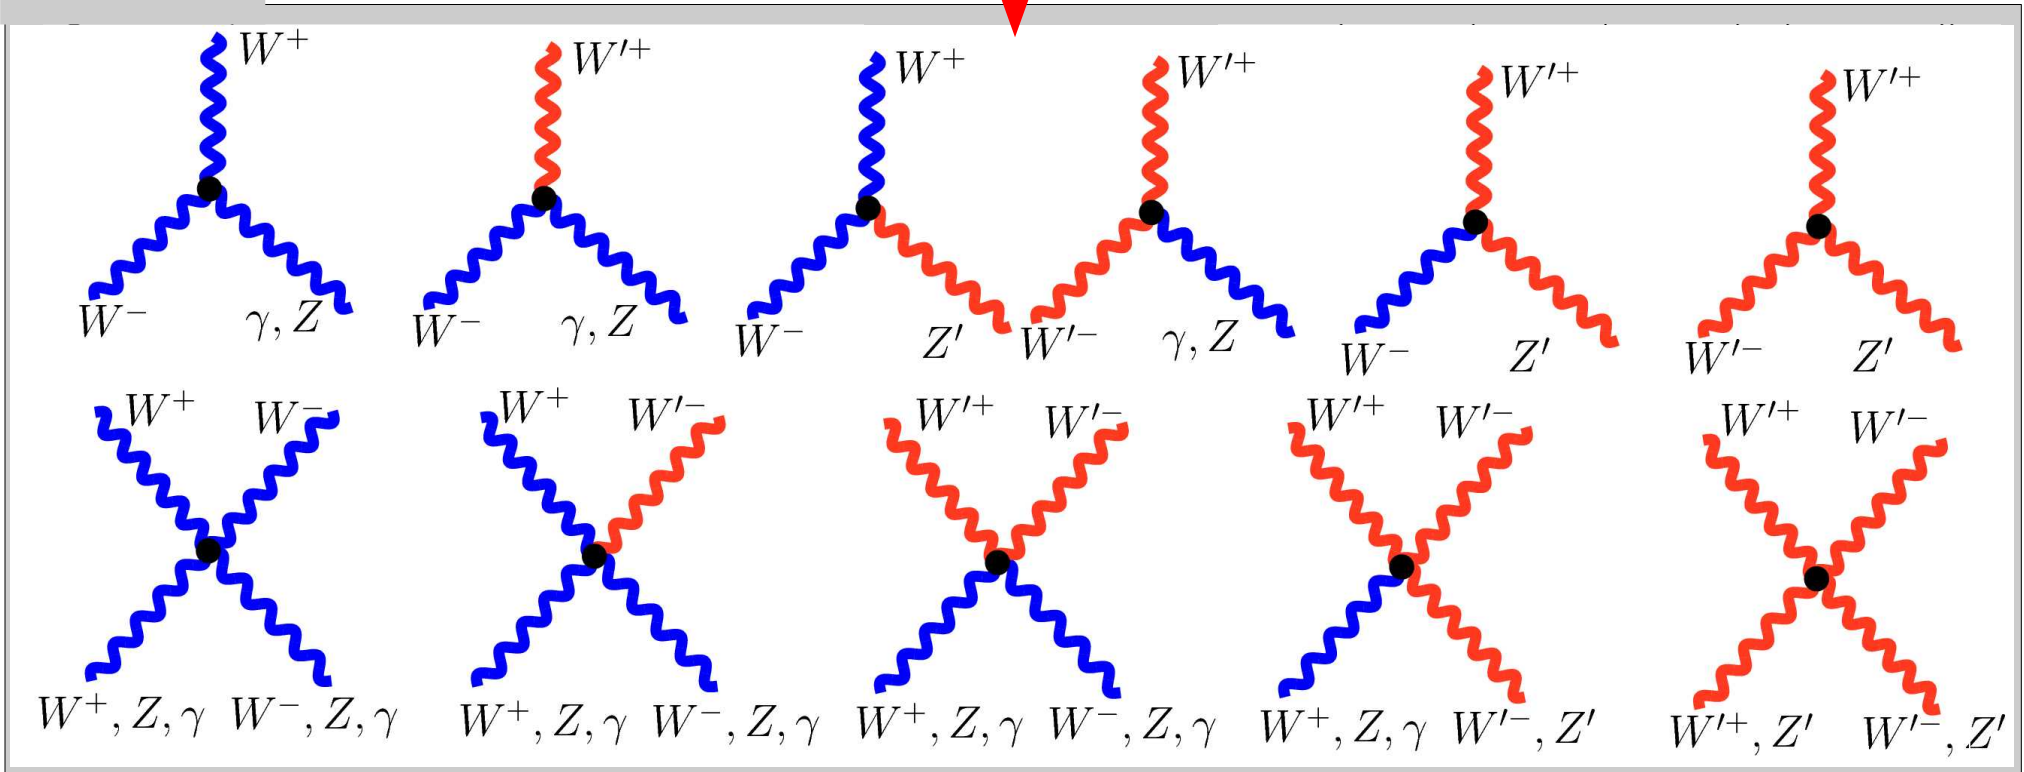 W⁺ W′⁺ W⁺ W′⁺ W′⁺ W′⁺
W⁻ γ, Z W⁻ γ, Z W⁻ Z′ W′⁻ γ, Z W⁻ Z′ W′⁻ Z′
W⁺ W⁻ W⁺ W′⁻ W′⁺ W′⁻ W′⁺ W′⁻ W′⁺ W′⁻
W⁺, Z, γ W⁻, Z, γ W⁺, Z, γ W⁻, Z, γ W⁺, Z, γ W⁻, Z, γ W⁺, Z, γ W′⁻, Z′ W′⁺, Z′ W′⁻, Z′